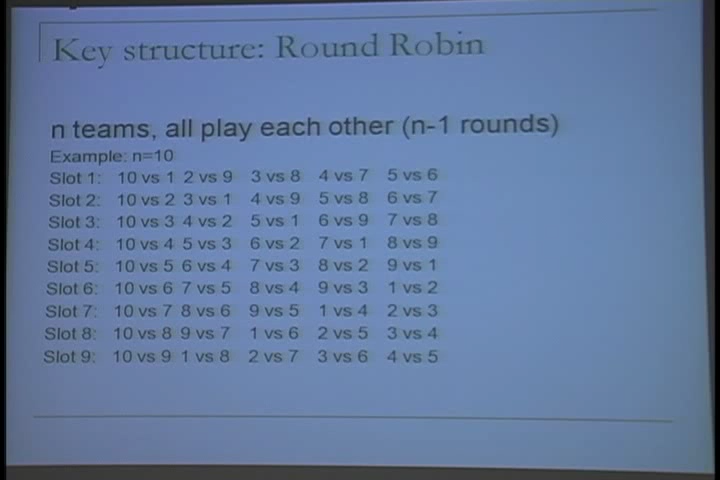 Key structure: Round Robin
n teams, all play each other (n-1 rounds)
Example: n=10
Slot 1: 10 vs 1 2 vs 9 3 vs 8 4 vs 7 5 vs 6
Slot 2: 10 vs 2 3 vs 1 4 vs 9 5 vs 8 6 vs 7
Slot 3: 10 vs 3 4 vs 2 5 vs 1 6 vs 9 7 vs 8
Slot 4: 10 vs 4 5 vs 3 6 vs 2 7 vs 1 8 vs 9
Slot 5: 10 vs 5 6 vs 4 7 vs 3 8 vs 2 9 vs 1
Slot 6: 10 vs 6 7 vs 5 8 vs 4 9 vs 3 1 vs 2
Slot 7: 10 vs 7 8 vs 6 9 vs 5 1 vs 4 2 vs 3
Slot 8: 10 vs 8 9 vs 7 1 vs 6 2 vs 5 3 vs 4
Slot 9: 10 vs 9 1 vs 8 2 vs 7 3 vs 6 4 vs 5